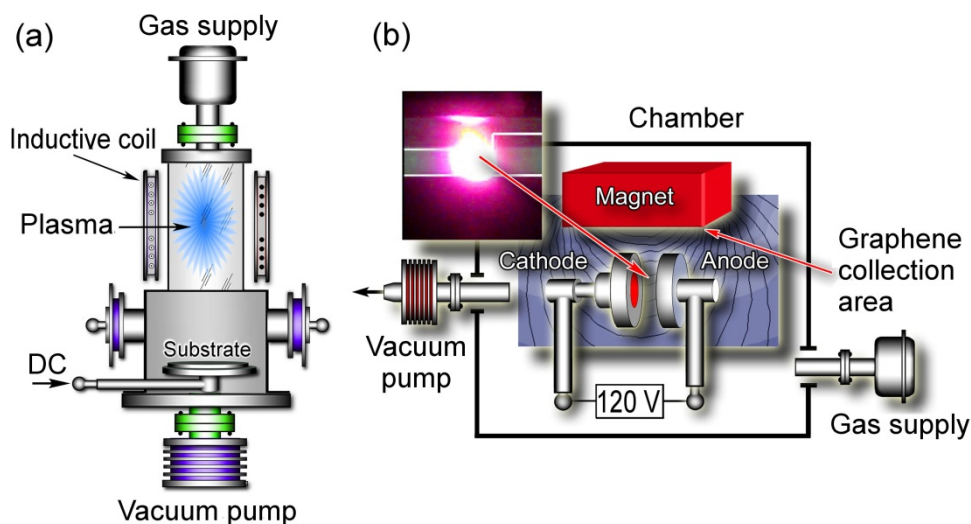 (a)
Gas supply
Inductive coil
Plasma
Substrate
DC
Vacuum pump
(b)
Chamber
Magnet
Cathode
Anode
Graphene
collection
area
Vacuum
pump
120 V
Gas supply